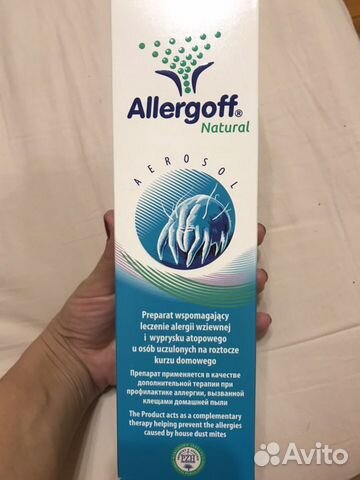 Allergoff®
Natural
AEROSOL
Preparat wspomagający
leczenie alergii wziewnej
i wyprysku atopowego
u osób uczulonych na roztocze
kurzu domowego
Препарат применяется в качестве
дополнительной терапии при
профилактике аллергии, вызванной
клещами домашней пыли
The Product acts as a complementary
therapy helping prevent the allergies
caused by house dust mites
PZH
Avito